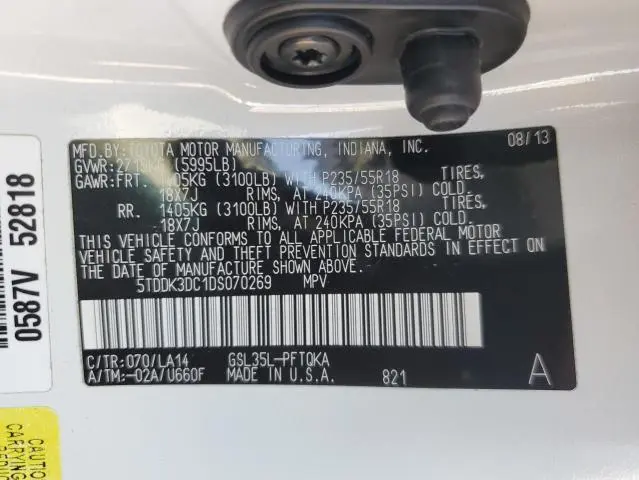 MFD.BY:TOYOTA MOTOR MANUFACTURING, INDIANA, INC. 08/13
GVWR: (5995LB)
GAWR:FRT. 1405KG (3100LB) WITH P235/55R18 TIRES,
18X7J RIMS, AT 240KPA (35PSI) COLD.
RR. 1405KG (3100LB) WITH P235/55R18 TIRES,
18X7J RIMS, AT 240KPA (35PSI) COLD.
THIS VEHICLE CONFORMS TO ALL APPLICABLE FEDERAL MOTOR
VEHICLE SAFETY AND THEFT PREVENTION STANDARDS IN EFFECT ON
THE DATE OF MANUFACTURE SHOWN ABOVE.
5TDDK3DC1DS070269 MPV
C/TR:070/LA14 GSL35L-PFTQKA
A/TM:-02A/U660F MADE IN U.S.A. 821 A
0587V 52818
CAUTION
CARRYING